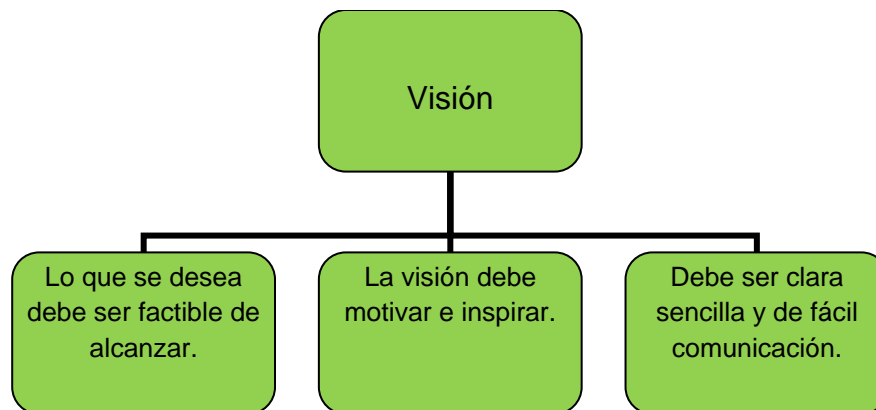 Visión
Lo que se desea
debe ser factible de
alcanzar.
La visión debe
motivar e inspirar.
Debe ser clara
sencilla y de fácil
comunicación.